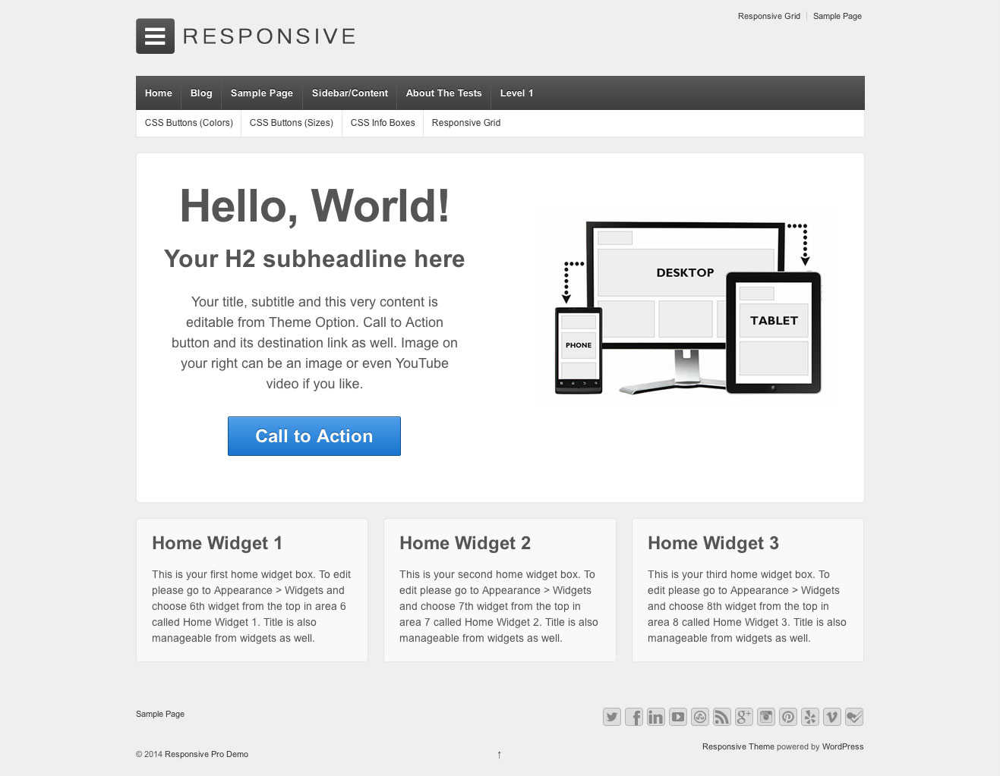 Responsive Grid Sample Page
RESPONSIVE
Home Blog Sample Page Sidebar/Content About The Tests Level 1
CSS Buttons (Colors) CSS Buttons (Sizes) CSS Info Boxes Responsive Grid
Hello, World!
Your H2 subheadline here
Your title, subtitle and this very content is
editable from Theme Option. Call to Action
button and its destination link as well. Image on
your right can be an image or even YouTube
video if you like.
Call to Action
DESKTOP
TABLET
PHONE
Home Widget 1
This is your first home widget box. To edit
please go to Appearance > Widgets and
choose 6th widget from the top in area 6
called Home Widget 1. Title is also
manageable from widgets as well.
Home Widget 2
This is your second home widget box. To
edit please go to Appearance > Widgets
and choose 7th widget from the top in
area 7 called Home Widget 2. Title is also
manageable from widgets as well.
Home Widget 3
This is your third home widget box. To
edit please go to Appearance > Widgets
and choose 8th widget from the top in
area 8 called Home Widget 3. Title is also
manageable from widgets as well.
Sample Page
Responsive Theme powered by WordPress
© 2014 Responsive Pro Demo
↑